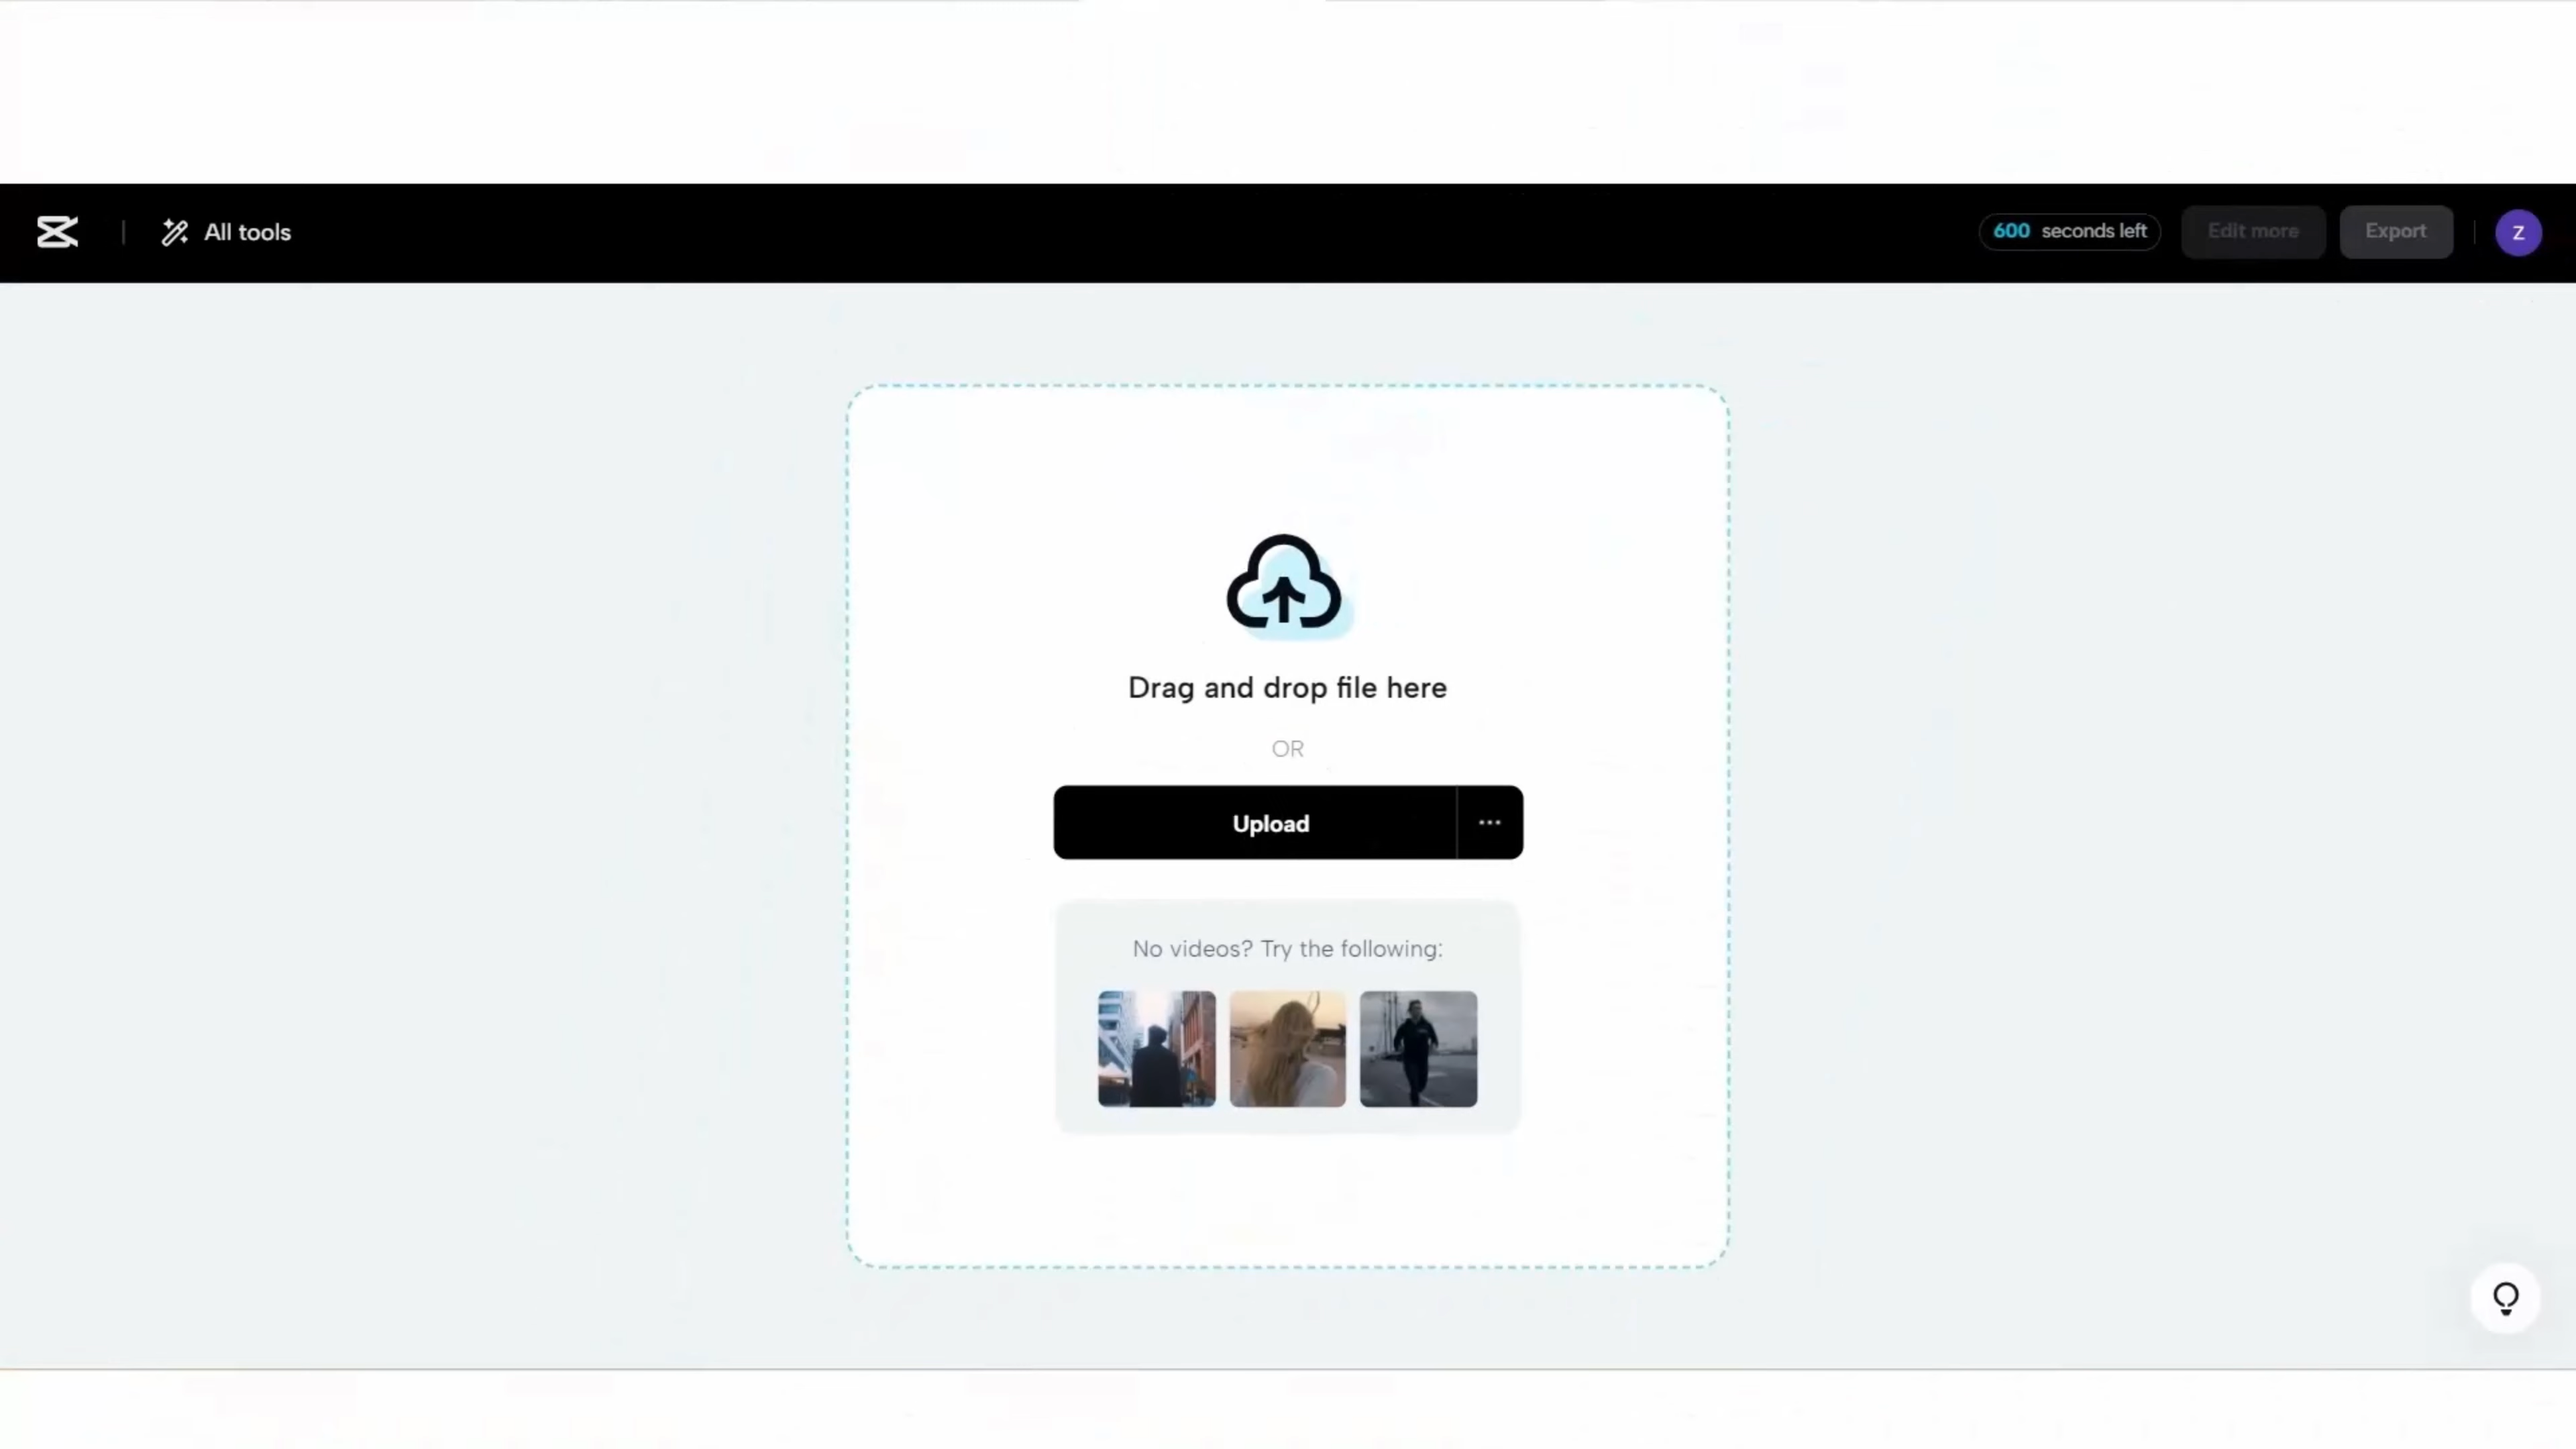 All tools
600 seconds left
Edit more
Export
Z
Drag and drop file here
OR
Upload
No videos? Try the following: